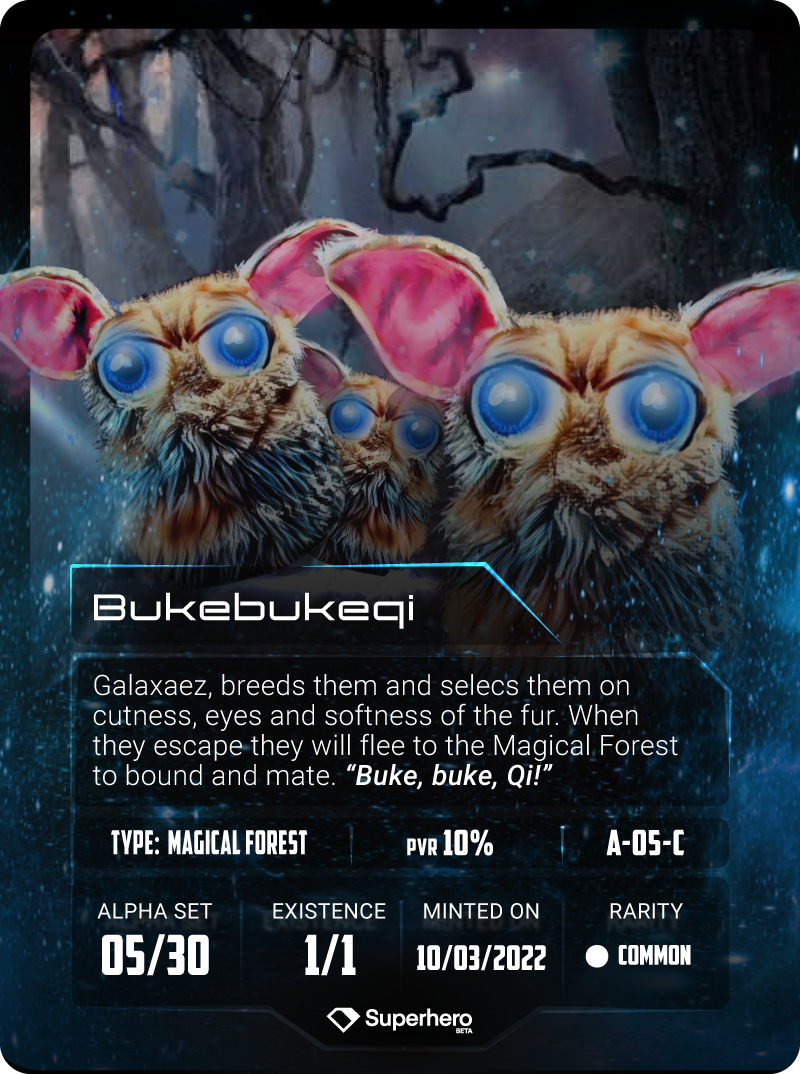 Bukebukeqi
Galaxaez, breeds them and selecs them on
cutness, eyes and softness of the fur. When
they escape they will flee to the Magical Forest
to bound and mate. “Buke, buke, Qi!”
TYPE: MAGICAL FOREST PVR 10% A-05-C
ALPHA SET EXISTENCE MINTED ON RARITY
05/30 1/1 10/03/2022 COMMON
Superhero
BETA